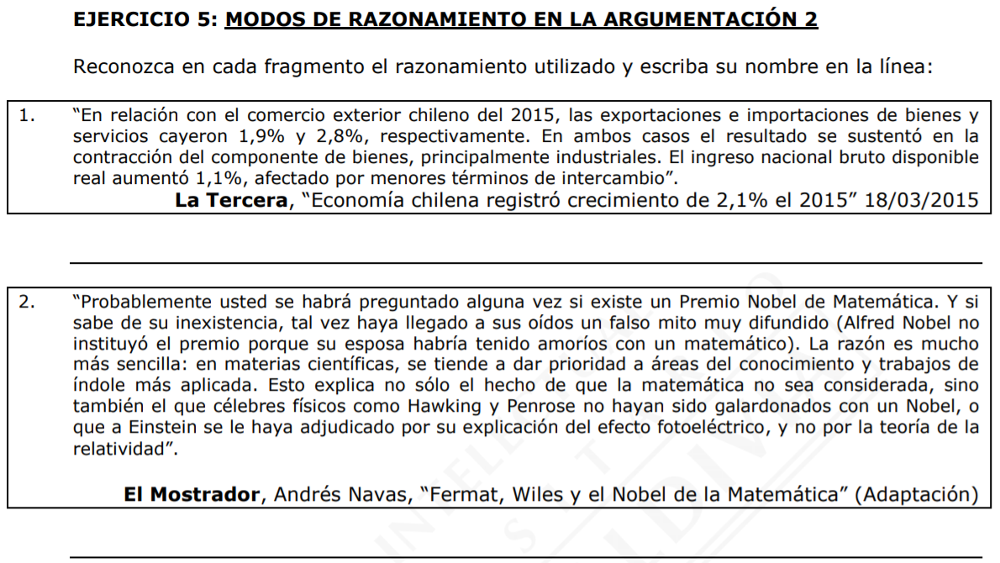 EJERCICIO 5: MODOS DE RAZONAMIENTO EN LA ARGUMENTACIÓN 2
Reconozca en cada fragmento el razonamiento utilizado y escriba su nombre en la línea:
1. “En relación con el comercio exterior chileno del 2015, las exportaciones e importaciones de bienes y
servicios cayeron 1,9% y 2,8%, respectivamente. En ambos casos el resultado se sustentó en la
contracción del componente de bienes, principalmente industriales. El ingreso nacional bruto disponible
real aumentó 1,1%, afectado por menores términos de intercambio”.
La Tercera, “Economía chilena registró crecimiento de 2,1% el 2015” 18/03/2015
2. “Probablemente usted se habrá preguntado alguna vez si existe un Premio Nobel de Matemática. Y si
sabe de su inexistencia, tal vez haya llegado a sus oídos un falso mito muy difundido (Alfred Nobel no
instituyó el premio porque su esposa habría tenido amoríos con un matemático). La razón es mucho
más sencilla: en materias científicas, se tiende a dar prioridad a áreas del conocimiento y trabajos de
índole más aplicada. Esto explica no sólo el hecho de que la matemática no sea considerada, sino
también el que célebres físicos como Hawking y Penrose no hayan sido galardonados con un Nobel, o
que a Einstein se le haya adjudicado por su explicación del efecto fotoeléctrico, y no por la teoría de la
relatividad”.
El Mostrador, Andrés Navas, “Fermat, Wiles y el Nobel de la Matemática” (Adaptación)